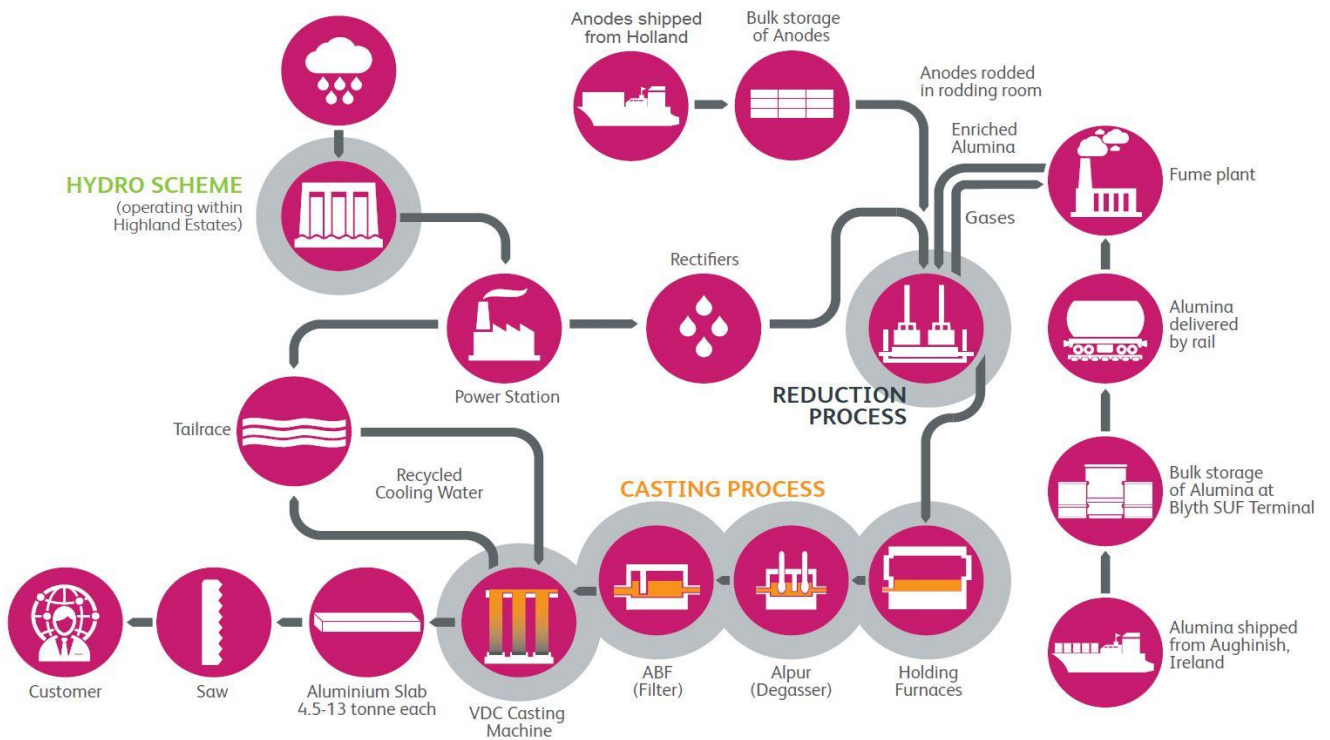 Anodes shipped
from Holland
Bulk storage
of Anodes
Anodes rodded
in rodding room
Enriched
Alumina
Fume plant
HYDRO SCHEME
(operating within
Highland Estates)
Gases
Rectifiers
Alumina
delivered
by rail
Power Station
REDUCTION
PROCESS
Tailrace
Recycled
Cooling Water
CASTING PROCESS
Bulk storage
of Alumina at
Blyth SUF Terminal
Alumina shipped
from Aughinish,
Ireland
Customer
Saw
Aluminium Slab
4.5-13 tonne each
VDC Casting
Machine
ABF
(Filter)
Alpur
(Degasser)
Holding
Furnaces